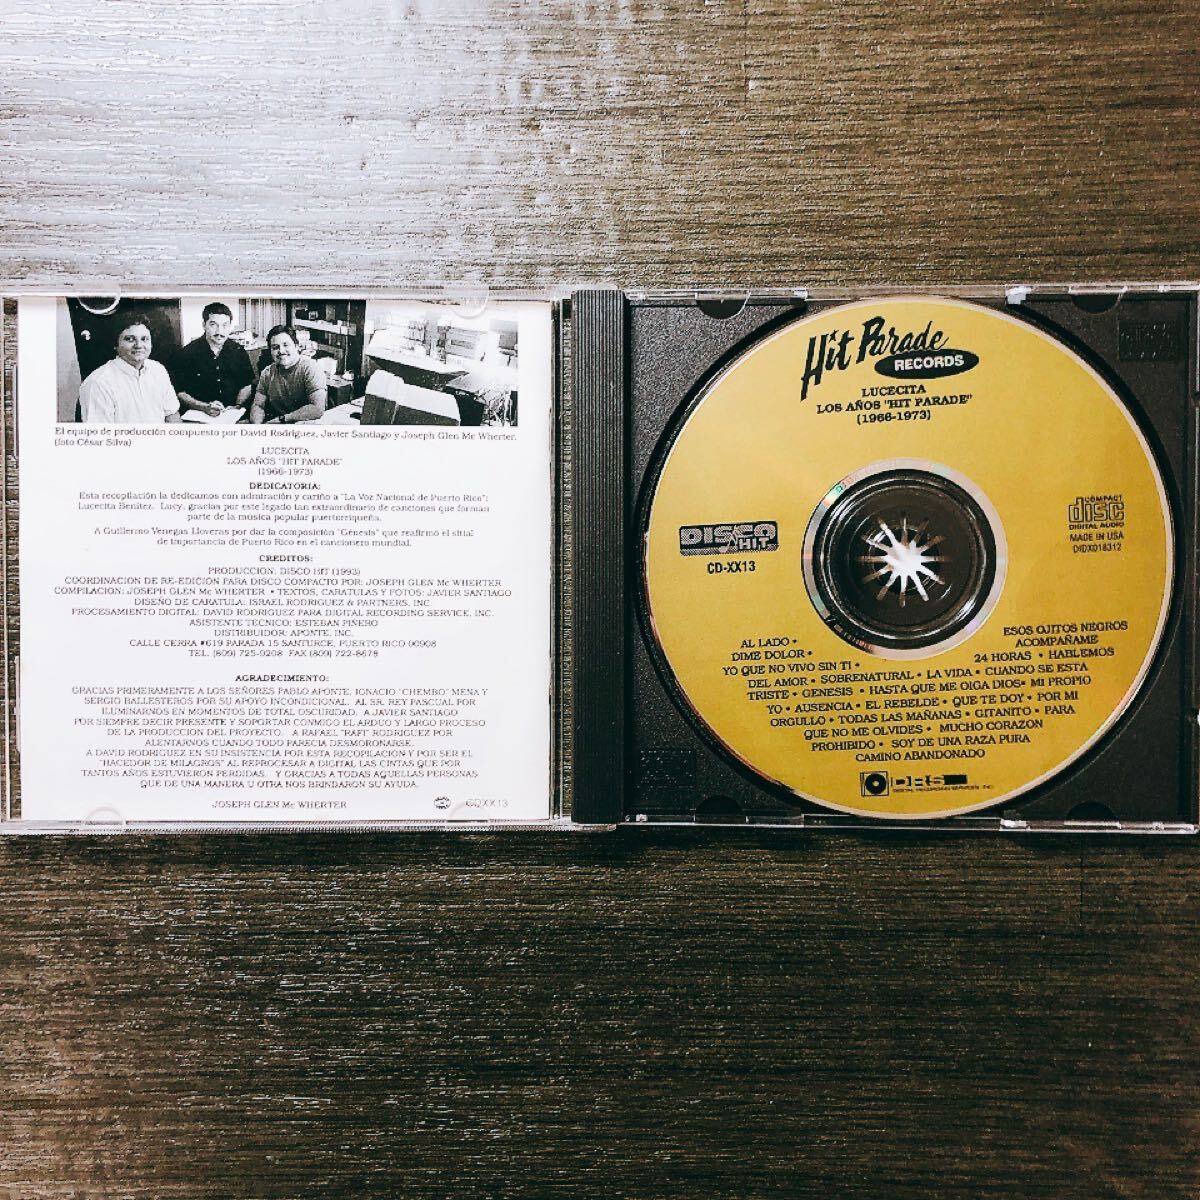 El equipo de producción compuesto por David Rodríguez, Javier Santiago y Joseph Glen Mc Wherter.
(foto César Silva)
LUCECITA
LOS AÑOS "HIT PARADE"
(1966-1973)
DEDICATORIA:
Esta recopilación la dedicamos con admiración y cariño a "La Voz Nacional de Puerto Rico":
Lucecita Benítez. Lucy, gracias por este legado tan extraordinario de canciones que forman
parte de la música popular puertorriqueña.
A Guillermo Venegas Lloveras por dar la composición "Génesis" que reafirmó el sitial
de importancia de Puerto Rico en el cancionero mundial.
CREDITOS:
PRODUCCION: DISCO HIT (1993)
COORDINACION DE RE-EDICION PARA DISCO COMPACTO POR: JOSEPH GLEN Mc WHERTER
COMPILACION: JOSEPH GLEN Mc WHERTER • TEXTOS, CARATULAS Y FOTOS: JAVIER SANTIAGO
DISEÑO DE CARATULA: ISRAEL RODRIGUEZ & PARTNERS, INC.
PROCESAMIENTO DIGITAL: DAVID RODRIGUEZ PARA DIGITAL RECORDING SERVICE, INC.
ASISTENTE TECNICO: ESTEBAN PIÑERO
DISTRIBUIDOR: APONTE, INC.
CALLE CERRA #619 PARADA 15 SANTURCE, PUERTO RICO 00908
TEL. (809) 725-9208 FAX (809) 722-8678
AGRADECIMIENTO:
GRACIAS PRIMERAMENTE A LOS SEÑORES PABLO APONTE, IGNACIO "CHEMBO" MENA Y
SERGIO BALLESTEROS POR SU APOYO INCONDICIONAL. AL SR. REY PASCUAL POR
ILUMINARNOS EN MOMENTOS DE TOTAL OSCURIDAD. A JAVIER SANTIAGO
POR SIEMPRE DECIR PRESENTE Y SOPORTAR CONMIGO EL ARDUO Y LARGO PROCESO
DE LA PRODUCCION DEL PROYECTO. A RAFAEL "RAFI" RODRIGUEZ POR
ALENTARNOS CUANDO TODO PARECIA DESMORONARSE.
A DAVID RODRIGUEZ EN SU INSISTENCIA POR ESTA RECOPILACION Y POR SER EL
"HACEDOR DE MILAGROS" AL REPROCESAR A DIGITAL LAS CINTAS QUE POR
TANTOS AÑOS ESTUVIERON PERDIDAS. Y GRACIAS A TODAS AQUELLAS PERSONAS
QUE DE UNA MANERA U OTRA NOS BRINDARON SU AYUDA.
JOSEPH GLEN Mc WHERTER
CDXX13
Hit Parade
RECORDS
LUCECITA
LOS AÑOS "HIT PARADE"
(1966-1973)
DISCO
HIT
CD-XX13
COMPACT
disc
DIGITAL AUDIO
MADE IN USA
DIDX018312
AL LADO • ESOS OJITOS NEGROS
DIME DOLOR • ACOMPAÑAME
YO QUE NO VIVO SIN TI • 24 HORAS • HABLEMOS
DEL AMOR • SOBRENATURAL • LA VIDA • CUANDO SE ESTA
TRISTE • GENESIS • HASTA QUE ME OIGA DIOS • MI PROPIO
YO • AUSENCIA • EL REBELDE • QUE TE DOY • POR MI
ORGULLO • TODAS LAS MAÑANAS • GITANITO • PARA
QUE NO ME OLVIDES • MUCHO CORAZON
PROHIBIDO • SOY DE UNA RAZA PURA
CAMINO ABANDONADO
DRS
DIGITAL RECORDING SERVICES, INC.